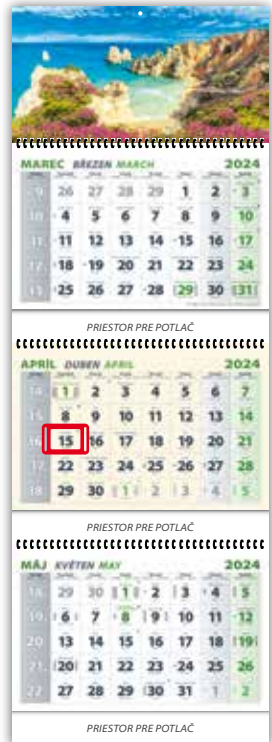 MAREC BŘEZEN MARCH 2024
9 26 27 28 29 1 2 3
10 4 5 6 7 8 9 10
11 11 12 13 14 15 16 17
12 18 19 20 21 22 23 24
13 25 26 27 28 29 30 31
PRIESTOR PRE POTLAČ
APRÍL DUBEN APRIL 2024
14 1 2 3 4 5 6 7
15 8 9 10 11 12 13 14
16 15 16 17 18 19 20 21
17 22 23 24 25 26 27 28
18 29 30 1 2 3 4 5
PRIESTOR PRE POTLAČ
MÁJ KVĚTEN MAY 2024
18 29 30 1 2 3 4 5
19 6 7 8 9 10 11 12
20 13 14 15 16 17 18 19
21 20 21 22 23 24 25 26
22 27 28 29 30 31 1 2
PRIESTOR PRE POTLAČ